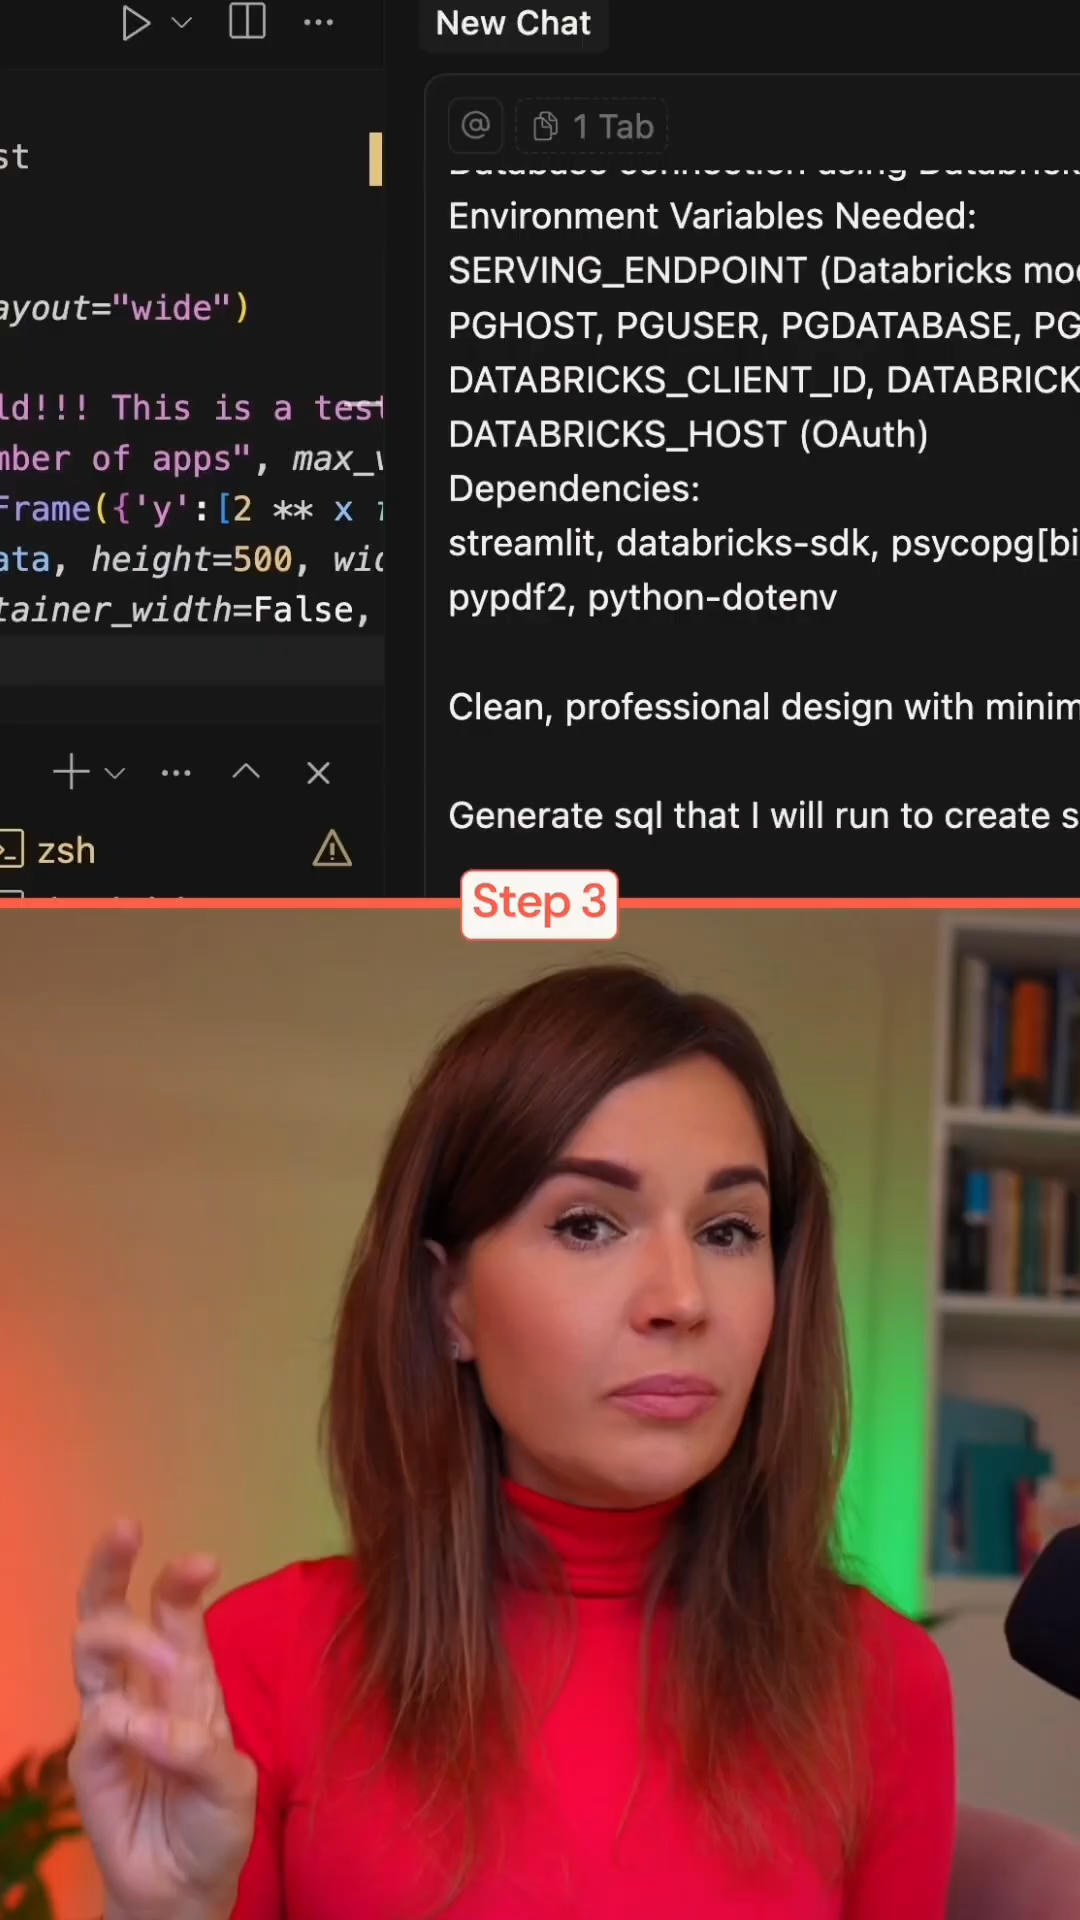 New Chat
@ 1 Tab
st
Environment Variables Needed:
SERVING_ENDPOINT (Databricks
ayout="wide")
PGHOST, PGUSER, PGDATABASE, PG
DATABRICKS_CLIENT_ID, DATABRICK
ld!!! This is a test
DATABRICKS_HOST (OAuth)
mber of apps", max_
Dependencies:
Frame({'y':[2 ** x
streamlit, databricks-sdk, psycopg[bi
ata, height=500, wid
pypdf2, python-dotenv
tainer_width=False,
Clean, professional design with minim
Generate sql that I will run to create s
zsh
Step 3